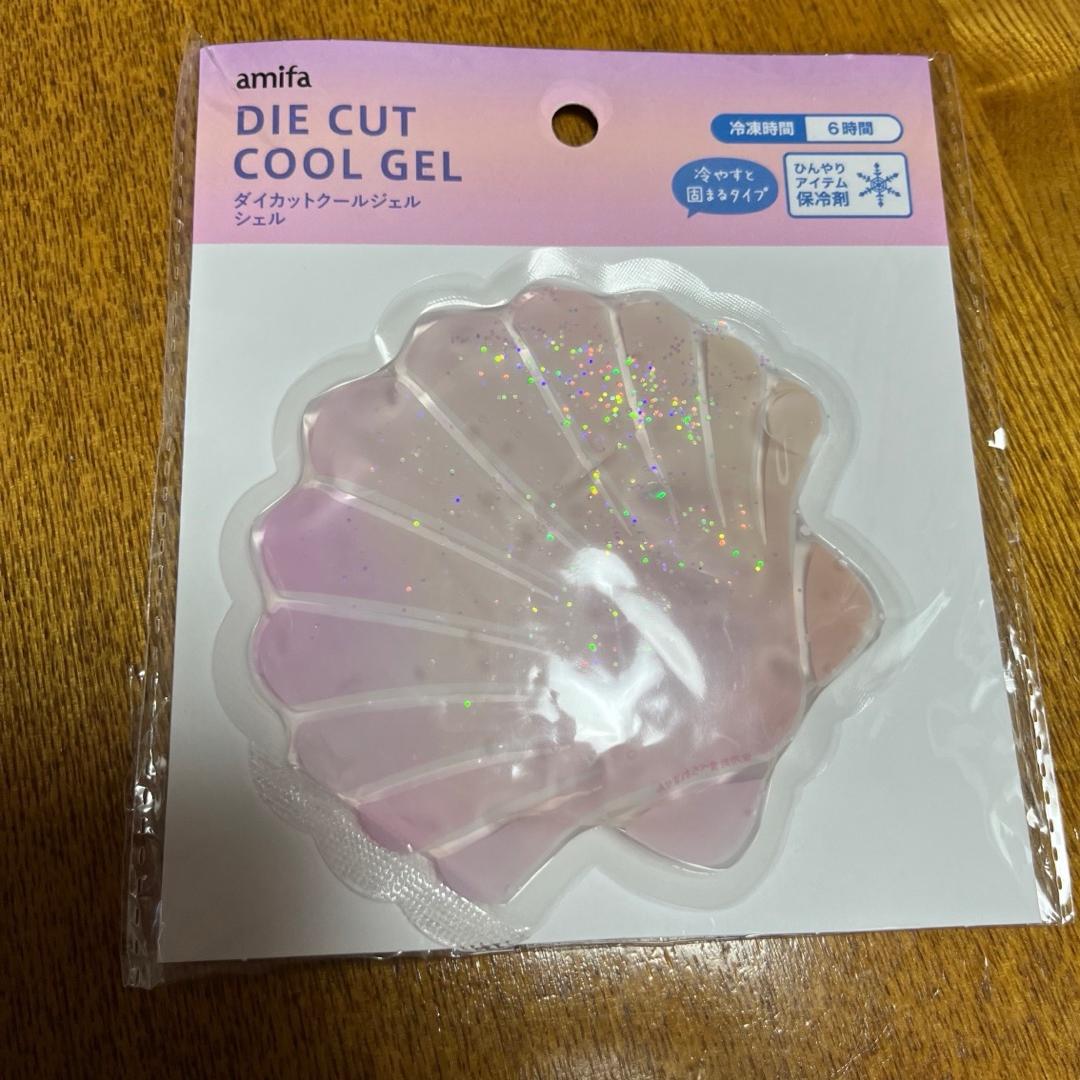 amifa
DIE CUT
COOL GEL
ダイカットクールジェル
シェル
冷凍時間 6時間
冷やすと
固まるタイプ
ひんやり
アイテム
保冷剤